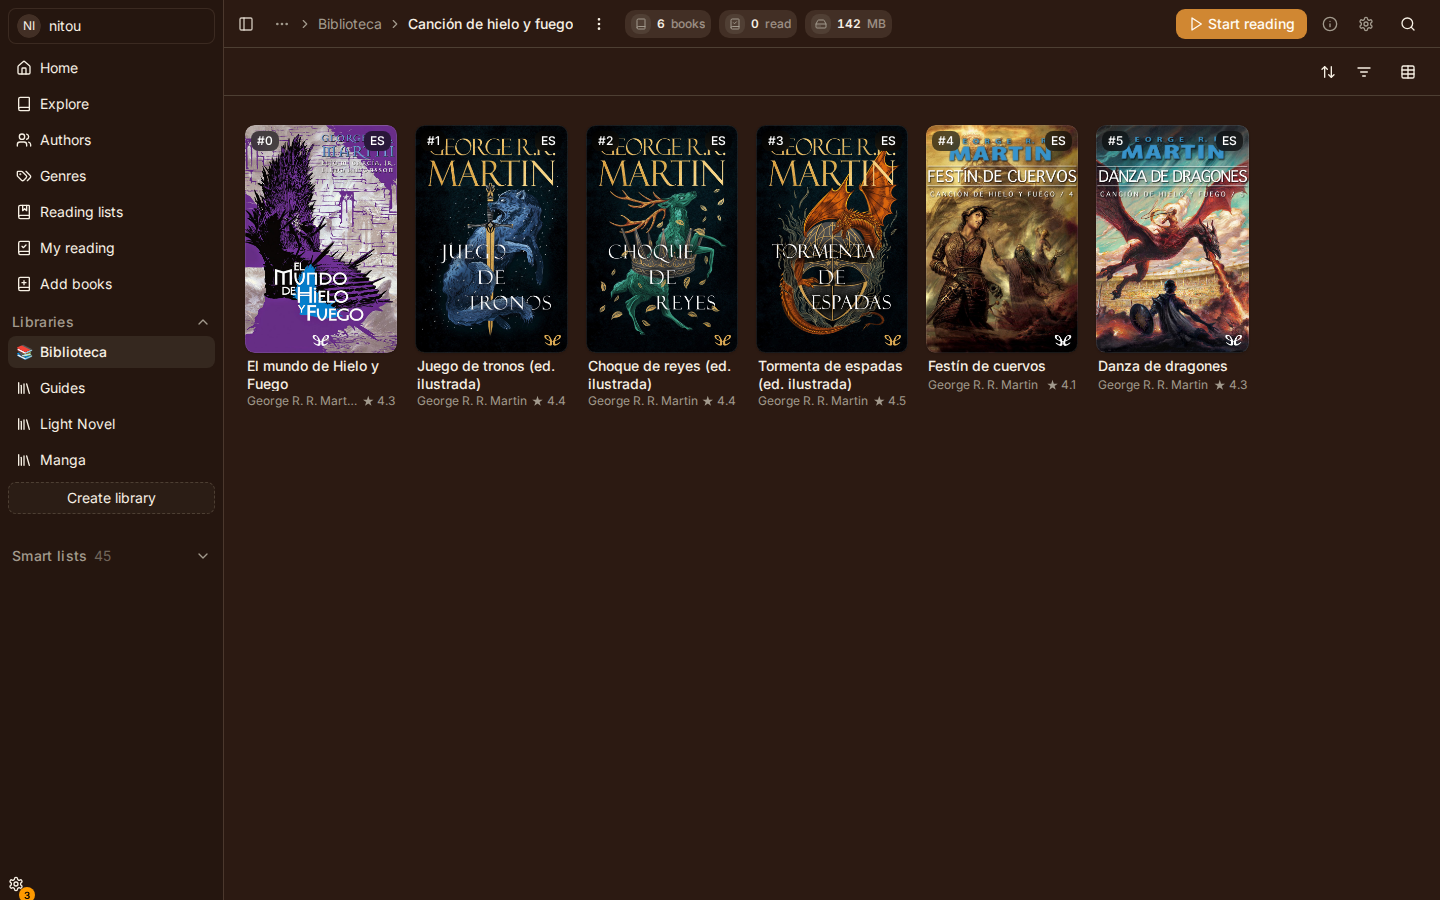 NI nitou
Home
Explore
Authors
Genres
Reading lists
My reading
Add books
Libraries
Biblioteca
Guides
Light Novel
Manga
Create library
Smart lists 45
3
Biblioteca Canción de hielo y fuego 6 books 0 read 142 MB Start reading
#0 ES
EL
MUNDO
DE HIELO
Y FUEGO
El mundo de Hielo y
Fuego
George R. R. Mart... ★ 4.3
#1 ES
GEORGE R.R.
MARTIN
JUEGO
DE
TRONOS
Juego de tronos (ed.
ilustrada)
George R. R. Martin ★ 4.4
#2 ES
GEORGE R.R.
MARTIN
CHOQUE
DE
REYES
Choque de reyes (ed.
ilustrada)
George R. R. Martin ★ 4.4
#3 ES
GEORGE R.R.
MARTIN
TORMENTA
DE
ESPADAS
Tormenta de espadas
(ed. ilustrada)
George R. R. Martin ★ 4.5
#4 ES
MARTIN
FESTÍN DE CUERVOS
CANCIÓN DE HIELO Y FUEGO / 4
Festín de cuervos
George R. R. Martin ★ 4.1
#5 ES
MARTIN
DANZA DE DRAGONES
CANCIÓN DE HIELO Y FUEGO / 5
Danza de dragones
George R. R. Martin ★ 4.3